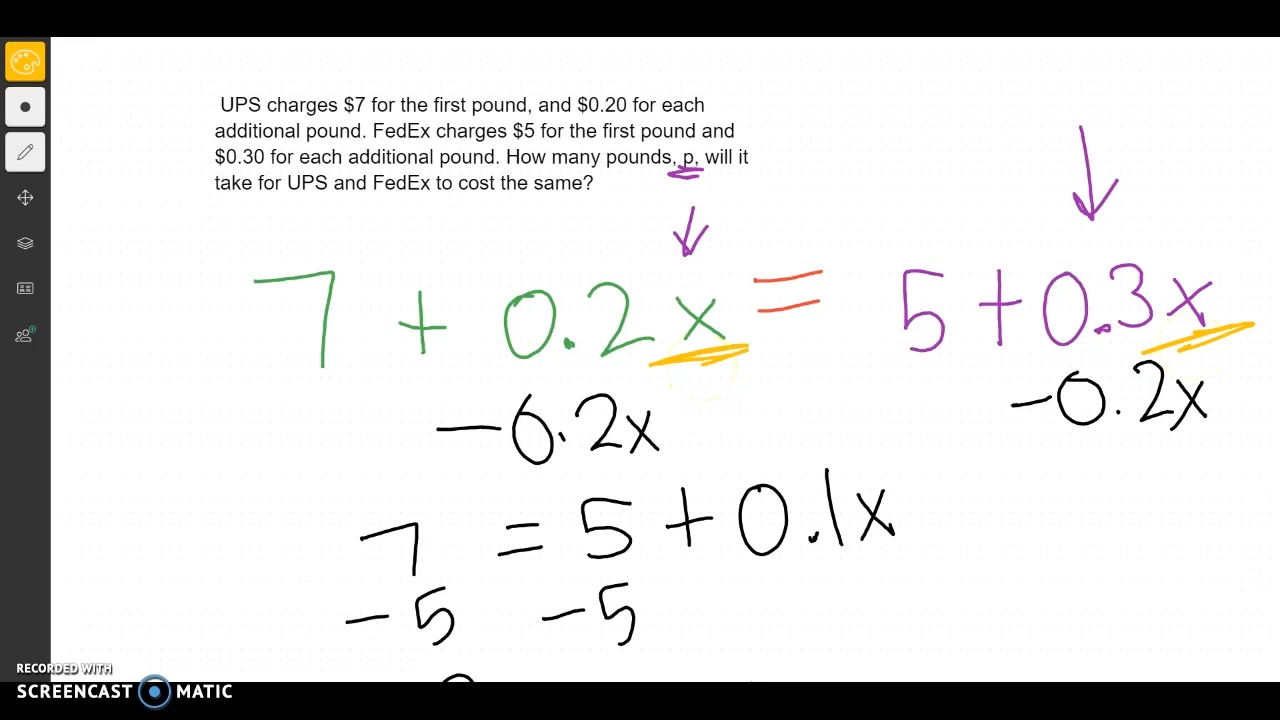 UPS charges $7 for the first pound, and $0.20 for each
additional pound. FedEx charges $5 for the first pound and
$0.30 for each additional pound. How many pounds, p, will it
take for UPS and FedEx to cost the same?
7 + 0.2x = 5 + 0.3x
-0.2x -0.2x
7 = 5 + 0.1x
-5 -5
RECORDED WITH
SCREENCAST MATIC